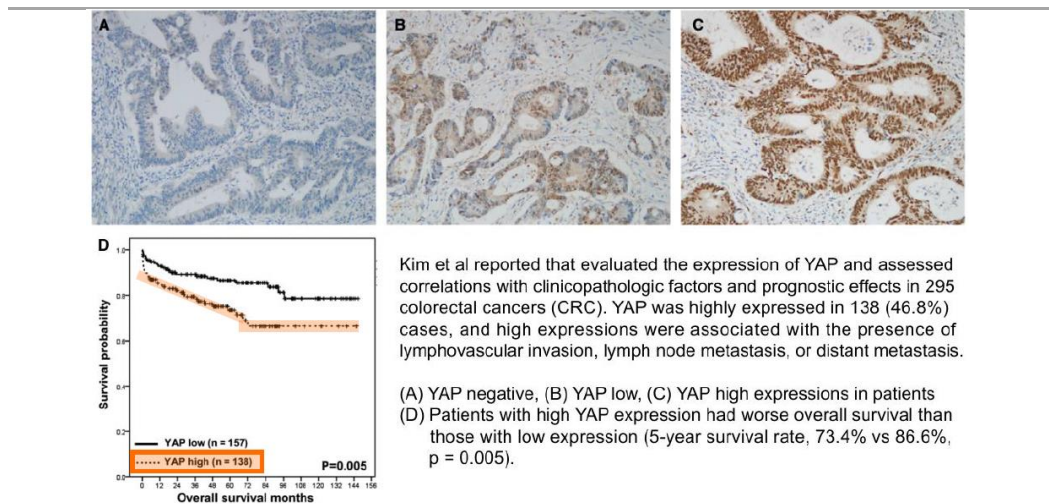 A
B
C
D
1.0
0.8
0.6
0.4
0.2
0.0
Survival probability
YAP low (n = 157)
YAP high (n = 138)
P=0.005
0 12 24 36 48 60 72 84 96 108 120 132 144 156
Overall survival months
Kim et al reported that evaluated the expression of YAP and assessed
correlations with clinicopathologic factors and prognostic effects in 295
colorectal cancers (CRC). YAP was highly expressed in 138 (46.8%)
cases, and high expressions were associated with the presence of
lymphovascular invasion, lymph node metastasis, or distant metastasis.
(A) YAP negative, (B) YAP low, (C) YAP high expressions in patients
(D) Patients with high YAP expression had worse overall survival than
those with low expression (5-year survival rate, 73.4% vs 86.6%,
p = 0.005).